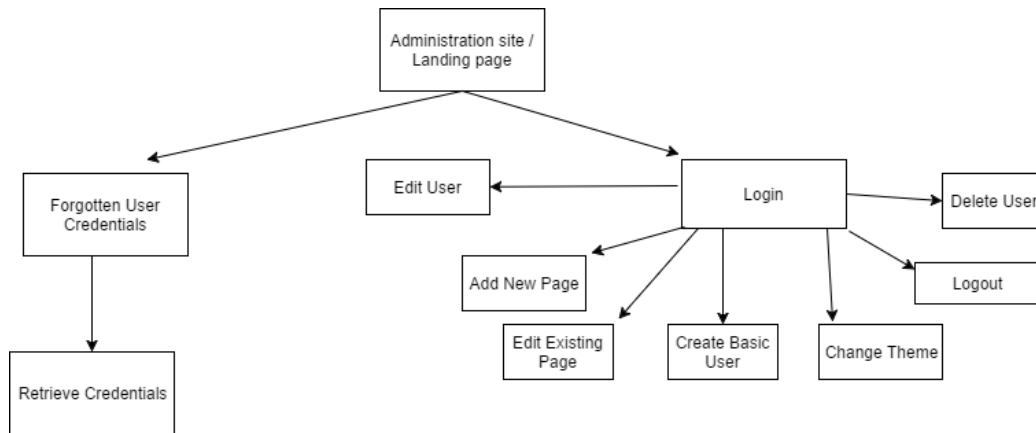 Administration site /
Landing page
Forgotten User
Credentials
Edit User
Login
Delete User
Add New Page
Logout
Edit Existing
Page
Create Basic
User
Change Theme
Retrieve Credentials